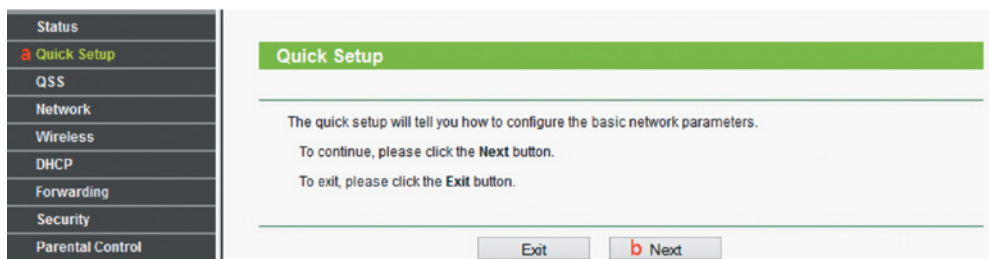 Status
a Quick Setup
QSS
Network
Wireless
DHCP
Forwarding
Security
Parental Control
Quick Setup
The quick setup will tell you how to configure the basic network parameters.
To continue, please click the Next button.
To exit, please click the Exit button.
Exit
b Next